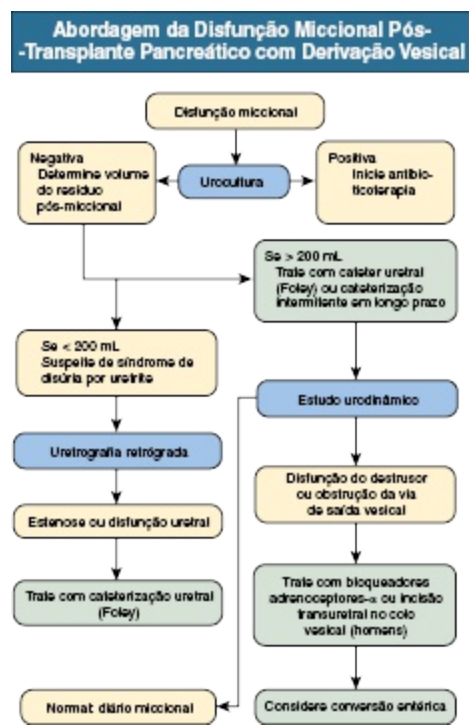 Abordagem da Disfunção Miccional Pós-
-Transplante Pancreático com Derivação Vesical
Disfunção miccional
Negativa
Determine volume
do resíduo
pós-miccional
Urocultura
Positiva
Inicie antibio-
ticoterapia
Se > 200 mL
Trate com cateter uretral
(Foley) ou cateterização
intermitente em longo prazo
Se < 200 mL
Suspeite de síndrome de
disúria por uretrite
Estudo urodinâmico
Uretrografia retrógrada
Disfunção do destrusor
ou obstrução da via
de saída vesical
Estenose ou disfunção uretral
Trate com cateterização uretral
(Foley)
Trate com bloqueadores
adrenoceptores-α ou incisão
transuretral no colo
vesical (homens)
Normal: diário miccional
Considere conversão entérica